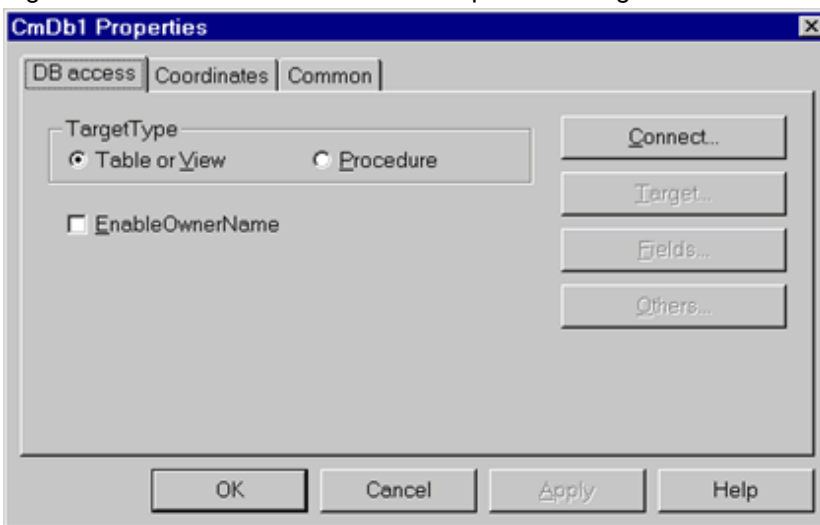 CmDb1 Properties
DB access
Coordinates
Common
TargetType
Table or View
Procedure
EnableOwnerName
Connect...
Target...
Fields...
Others...
OK
Cancel
Apply
Help